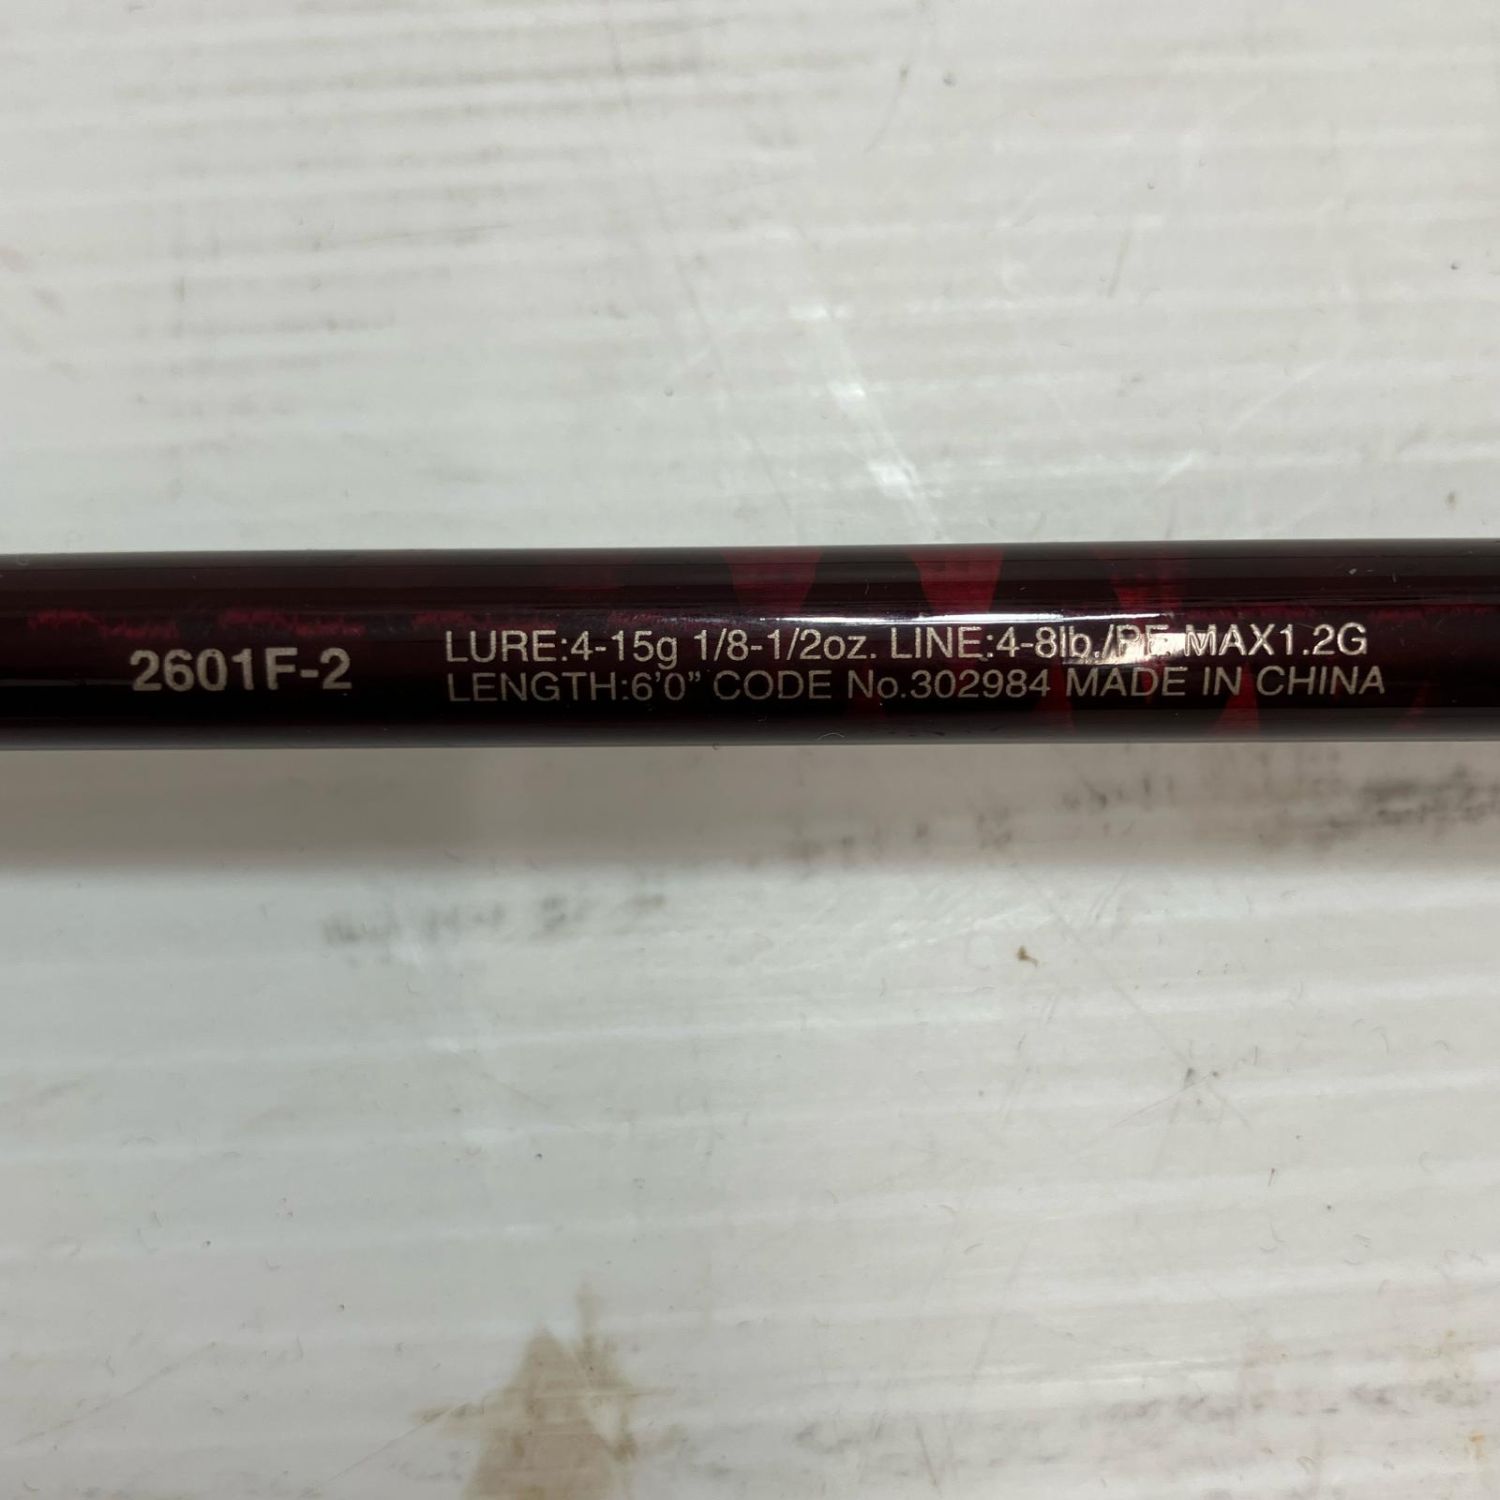 2601F-2
LURE:4-15g 1/8-1/2oz. LINE:4-8lb./PE MAX1.2G
LENGTH:6'0" CODE No.302984 MADE IN CHINA